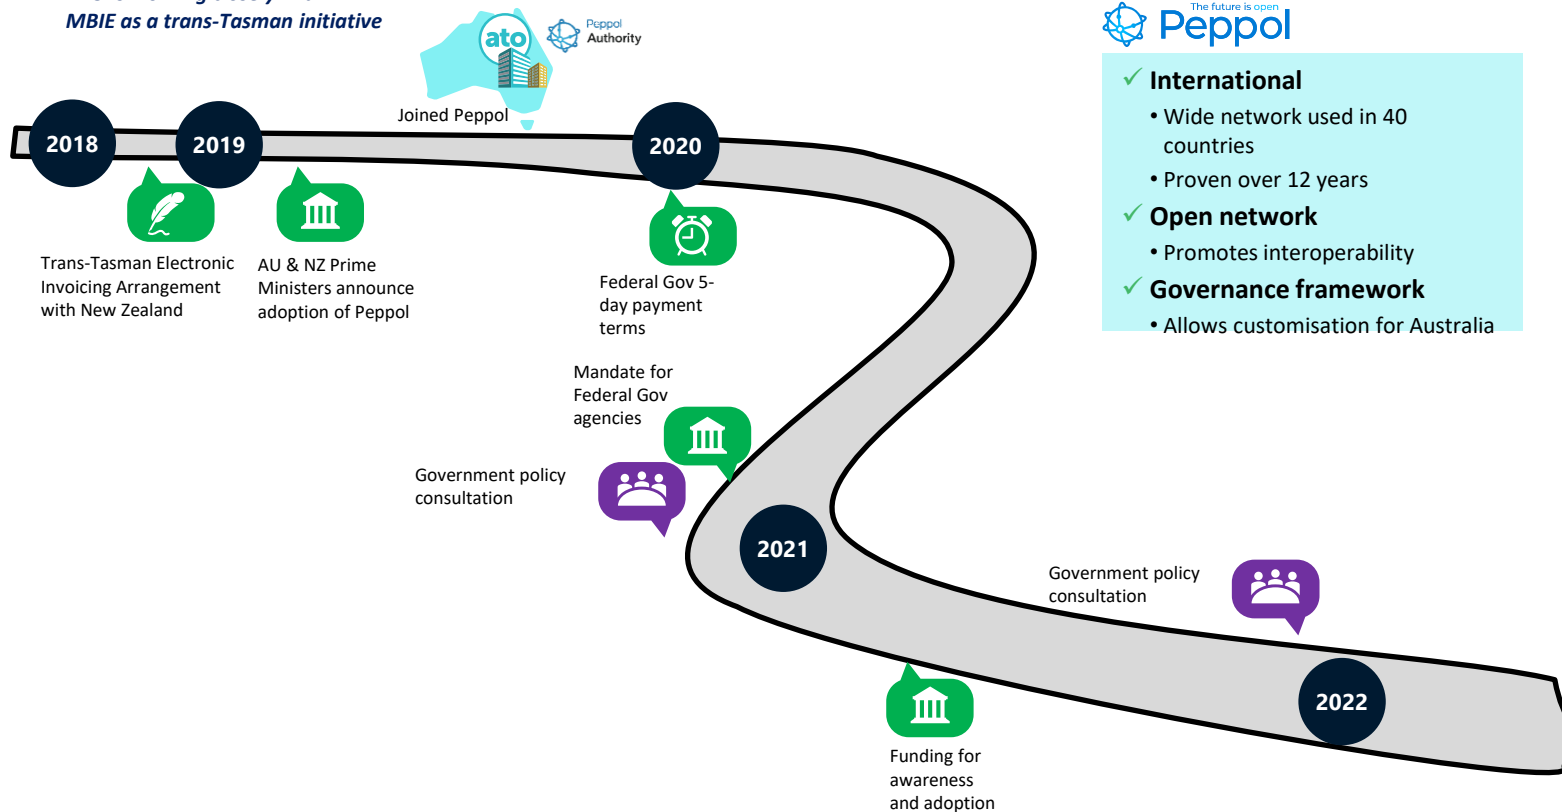 MBIE as a trans-Tasman initiative
ato
Peppol
Authority
Joined Peppol
The future is open
Peppol
✓ International
• Wide network used in 40
countries
• Proven over 12 years
✓ Open network
• Promotes interoperability
✓ Governance framework
• Allows customisation for Australia
2018
2019
2020
Trans-Tasman Electronic
Invoicing Arrangement
with New Zealand
AU & NZ Prime
Ministers announce
adoption of Peppol
Federal Gov 5-
day payment
terms
Mandate for
Federal Gov
agencies
Government policy
consultation
2021
Government policy
consultation
2022
Funding for
awareness
and adoption